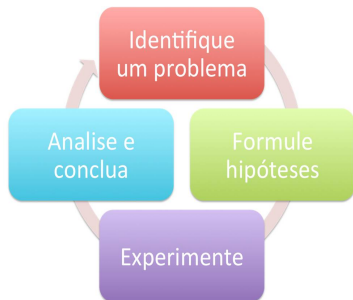 Identifique
um problema
Formule
hipóteses
Experimente
Analise e
conclua